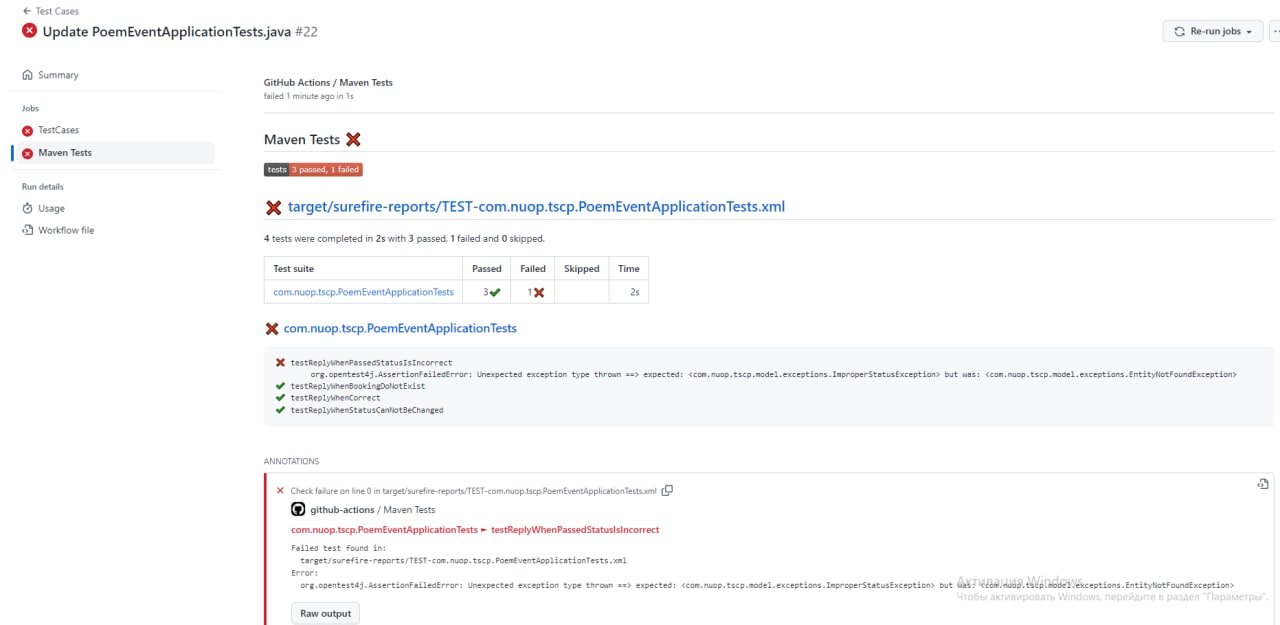 ← Test Cases
Update PoemEventApplicationTests.java #22
Re-run jobs
Summary
Jobs
TestCases
Maven Tests
Run details
Usage
Workflow file
GitHub Actions / Maven Tests
failed 1 minute ago in 1s
Maven Tests
tests 3 passed, 1 failed
target/surefire-reports/TEST-com.nuop.tscp.PoemEventApplicationTests.xml
4 tests were completed in 2s with 3 passed, 1 failed and 0 skipped.
Test suite Passed Failed Skipped Time
com.nuop.tscp.PoemEventApplicationTests 3✔ 1❌ 2s
com.nuop.tscp.PoemEventApplicationTests
❌ testReplyWhenPassedStatusIsIncorrect
org.opentest4j.AssertionFailedError: Unexpected exception type thrown ==> expected: <com.nuop.tscp.model.exceptions.ImproperStatusException> but was: <com.nuop.tscp.model.exceptions.EntityNotFoundException>
✔ testReplyWhenBookingDoNotExist
✔ testReplyWhenCorrect
✔ testReplyWhenStatusCanNotBeChanged
ANNOTATIONS
Check failure on line 0 in target/surefire-reports/TEST-com.nuop.tscp.PoemEventApplicationTests.xml
github-actions / Maven Tests
com.nuop.tscp.PoemEventApplicationTests ► testReplyWhenPassedStatusIsIncorrect
Failed test found in:
target/surefire-reports/TEST-com.nuop.tscp.PoemEventApplicationTests.xml
Error:
org.opentest4j.AssertionFailedError: Unexpected exception type thrown ==> expected: <com.nuop.tscp.model.exceptions.ImproperStatusException> but was: <com.nuop.tscp.model.exceptions.EntityNotFoundException>
Активация Windows
Чтобы активировать Windows, перейдите в раздел "Параметры".
Raw output